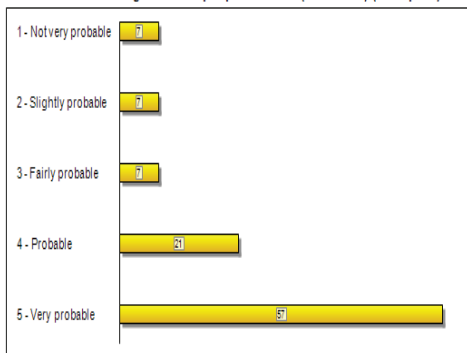 1 - Not very probable 7
2 - Slightly probable 7
3 - Fairly probable 7
4 - Probable 21
5 - Very probable 57